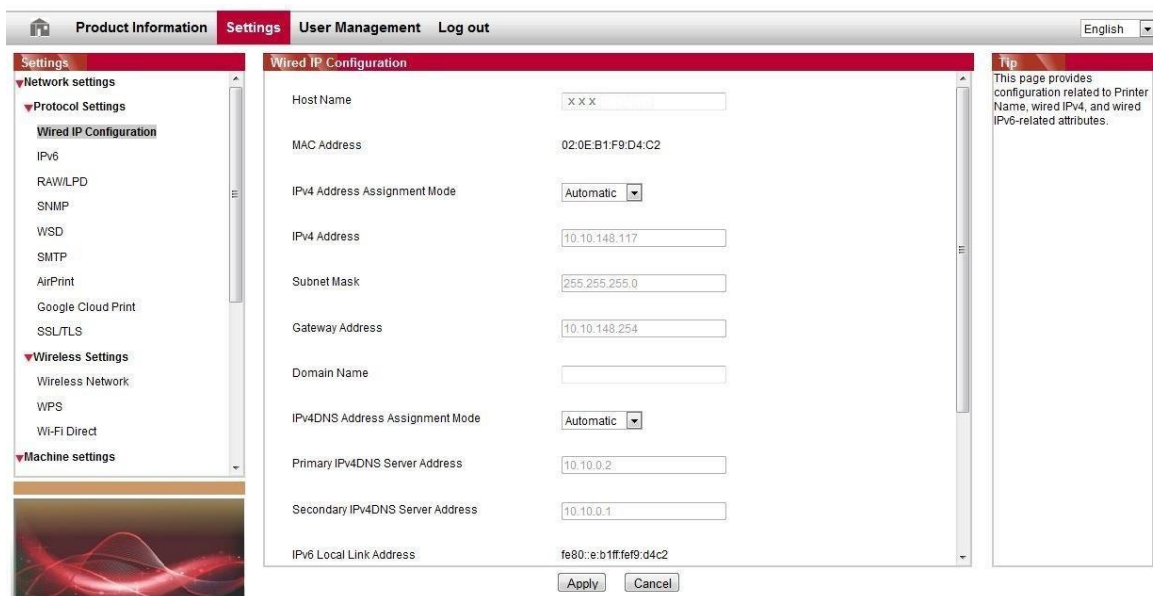 Product Information Settings User Management Log out English
Settings
Network settings
Protocol Settings
Wired IP Configuration
IPv6
RAW/LPD
SNMP
WSD
SMTP
AirPrint
Google Cloud Print
SSL/TLS
Wireless Settings
Wireless Network
WPS
Wi-Fi Direct
Machine settings
Wired IP Configuration
Host Name x x x
MAC Address 02:0E:B1:F9:D4:C2
IPv4 Address Assignment Mode Automatic
IPv4 Address 10.10.148.117
Subnet Mask 255.255.255.0
Gateway Address 10.10.148.254
Domain Name
IPv4DNS Address Assignment Mode Automatic
Primary IPv4DNS Server Address 10.10.0.2
Secondary IPv4DNS Server Address 10.10.0.1
IPv6 Local Link Address fe80::e:b1ff:fef9:d4c2
Apply Cancel
Tip
This page provides
configuration related to Printer
Name, wired IPv4, and wired
IPv6-related attributes.